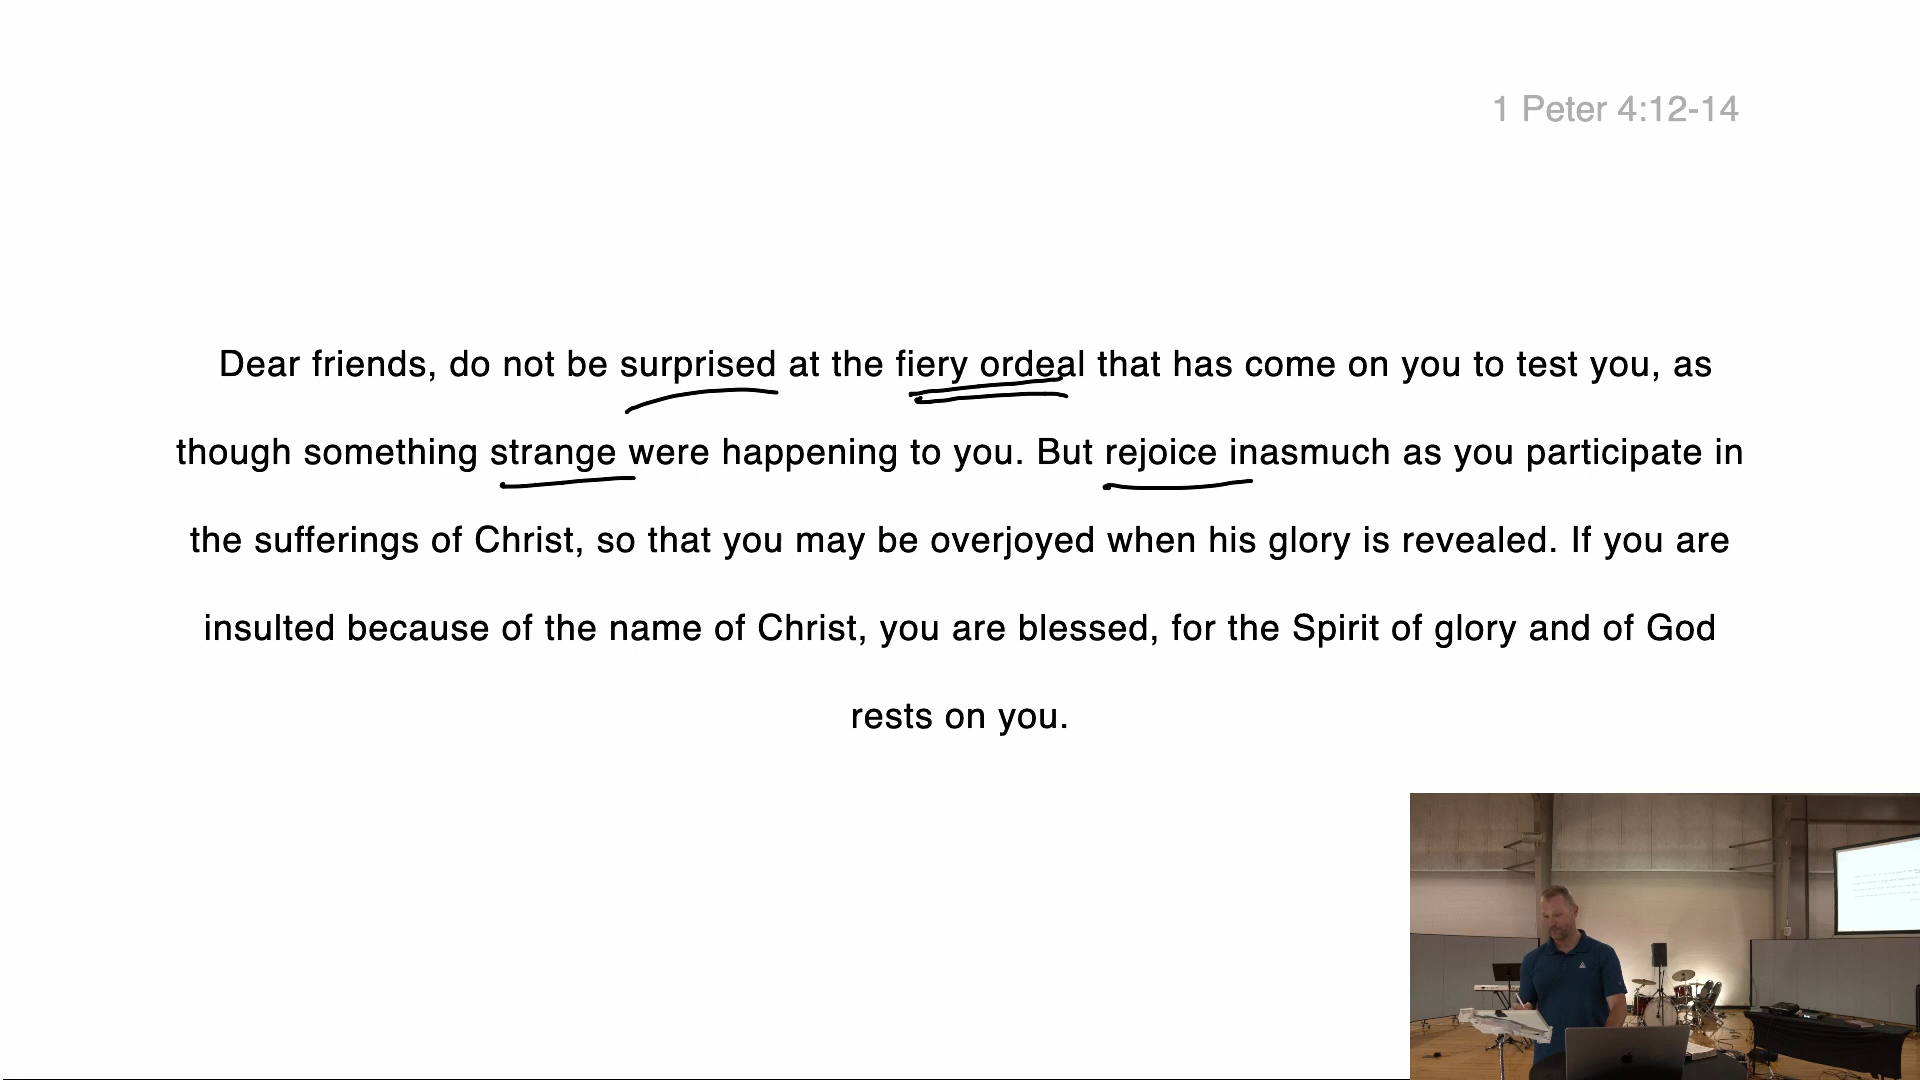 1 Peter 4:12-14
Dear friends, do not be surprised at the fiery ordeal that has come on you to test you, as
though something strange were happening to you. But rejoice inasmuch as you participate in
the sufferings of Christ, so that you may be overjoyed when his glory is revealed. If you are
insulted because of the name of Christ, you are blessed, for the Spirit of glory and of God
rests on you.